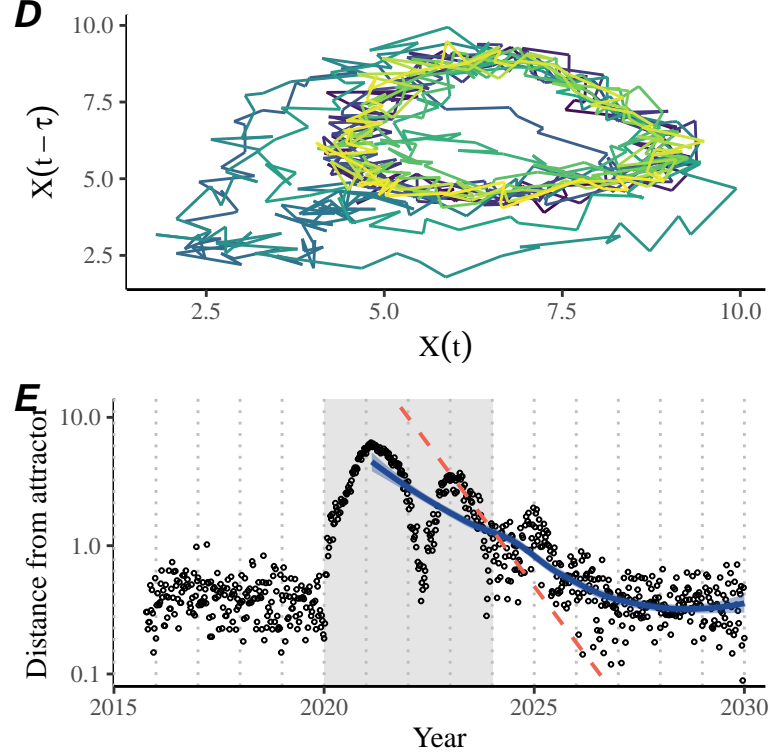 D
10.0
7.5
5.0
2.5
X(t − τ)
2.5 5.0 7.5 10.0
X(t)
E
10.0
1.0
0.1
Distance from attractor
2015 2020 2025 2030
Year